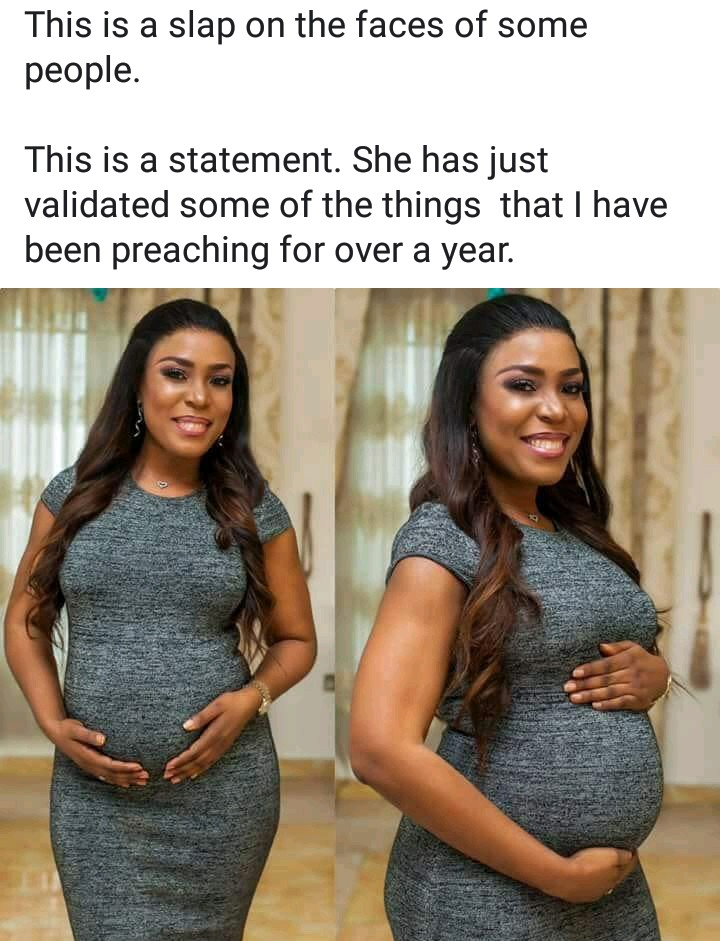 This is a slap on the faces of some
people.
This is a statement. She has just
validated some of the things  that I have
been preaching for over a year.